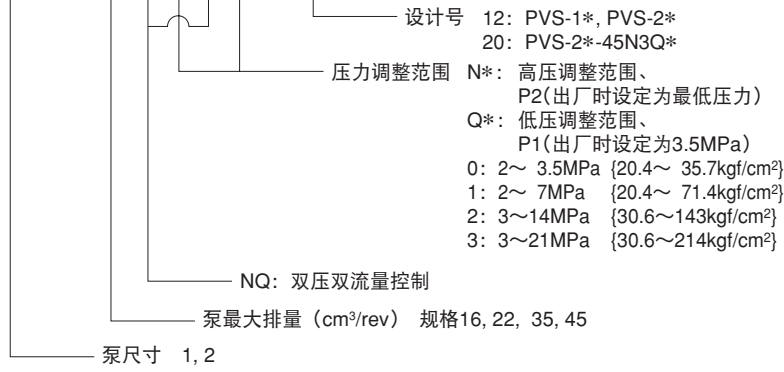 设计号 12：PVS-1*, PVS-2*
20：PVS-2*-45N3Q*
压力调整范围 N*：高压调整范围、
P2（出厂时设定为最低压力）
Q*：低压调整范围、
P1（出厂时设定为3.5MPa）
0：2～ 3.5MPa {20.4～ 35.7kgf/cm²}
1：2～ 7MPa {20.4～ 71.4kgf/cm²}
2：3～14MPa {30.6～143kgf/cm²}
3：3～21MPa {30.6～214kgf/cm²}
NQ：双压双流量控制
泵最大排量（cm³/rev） 规格16, 22, 35, 45
泵尺寸 1, 2